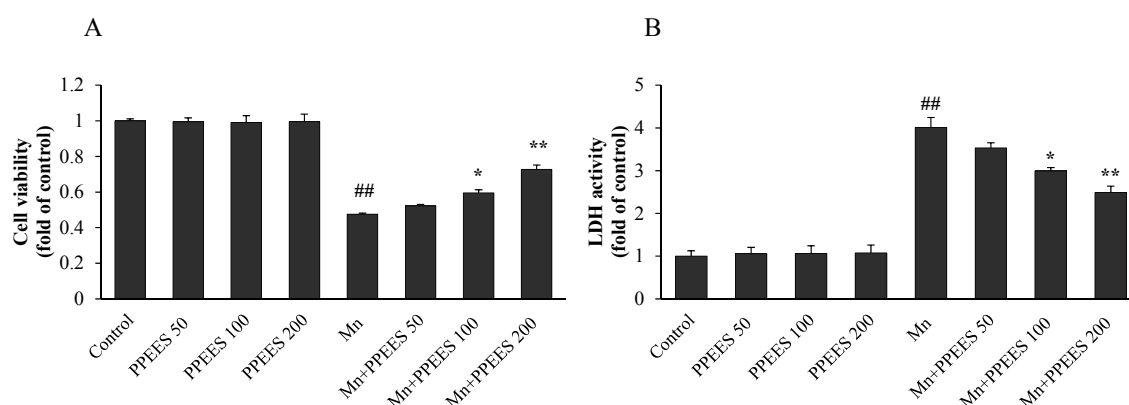 A
Cell viability
(fold of control)
1.2
1
0.8
0.6
0.4
0.2
0
##
*
**
Control
PPEES 50
PPEES 100
PPEES 200
Mn
Mn+PPEES 50
Mn+PPEES 100
Mn+PPEES 200
B
LDH activity
(fold of control)
5
4
3
2
1
0
##
*
**
Control
PPEES 50
PPEES 100
PPEES 200
Mn
Mn+PPEES 50
Mn+PPEES 100
Mn+PPEES 200